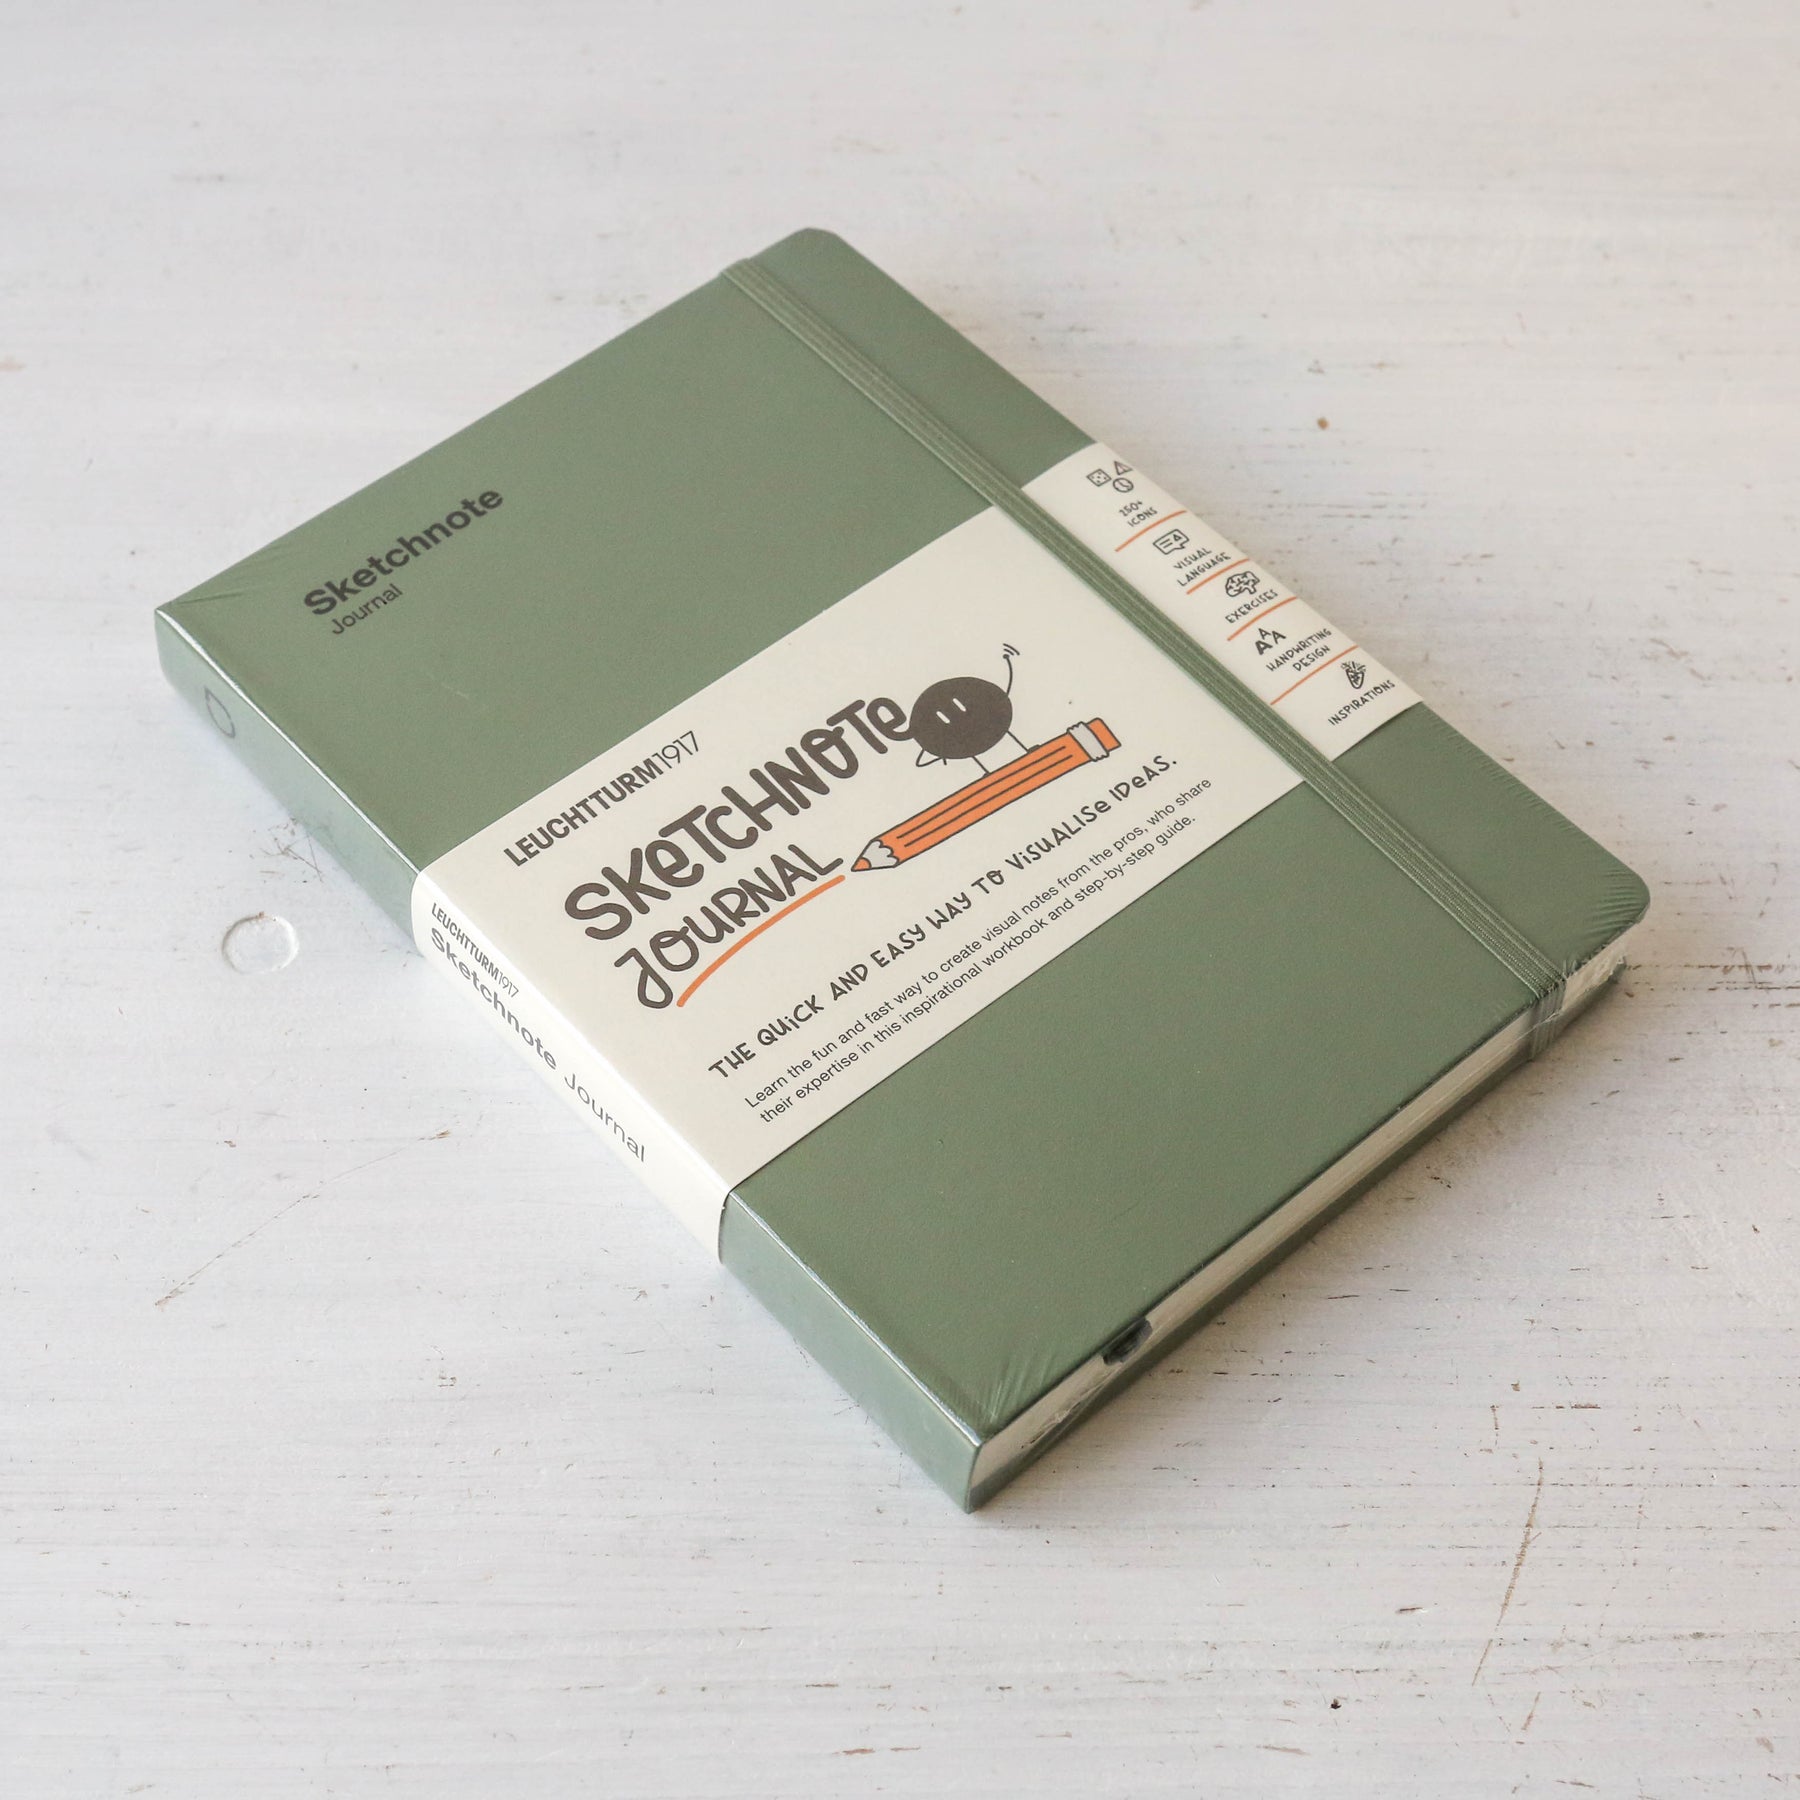 Sketchnote
Journal
LEUCHTTURM1917
SKETCHNOTE
JOURNAL
THE QUiCK AND EASY WAY TO ViSUALiSe IDeAS.
Learn the fun and fast way to create visual notes from the pros, who share
their expertise in this inspirational workbook and step-by-step guide.
250+
ICONS
VISUAL
LANGUAGE
EXERCISES
AAA
HANDWRITING
DESIGN
INSPIRATIONS
LEUCHTTURM1917
Sketchnote Journal